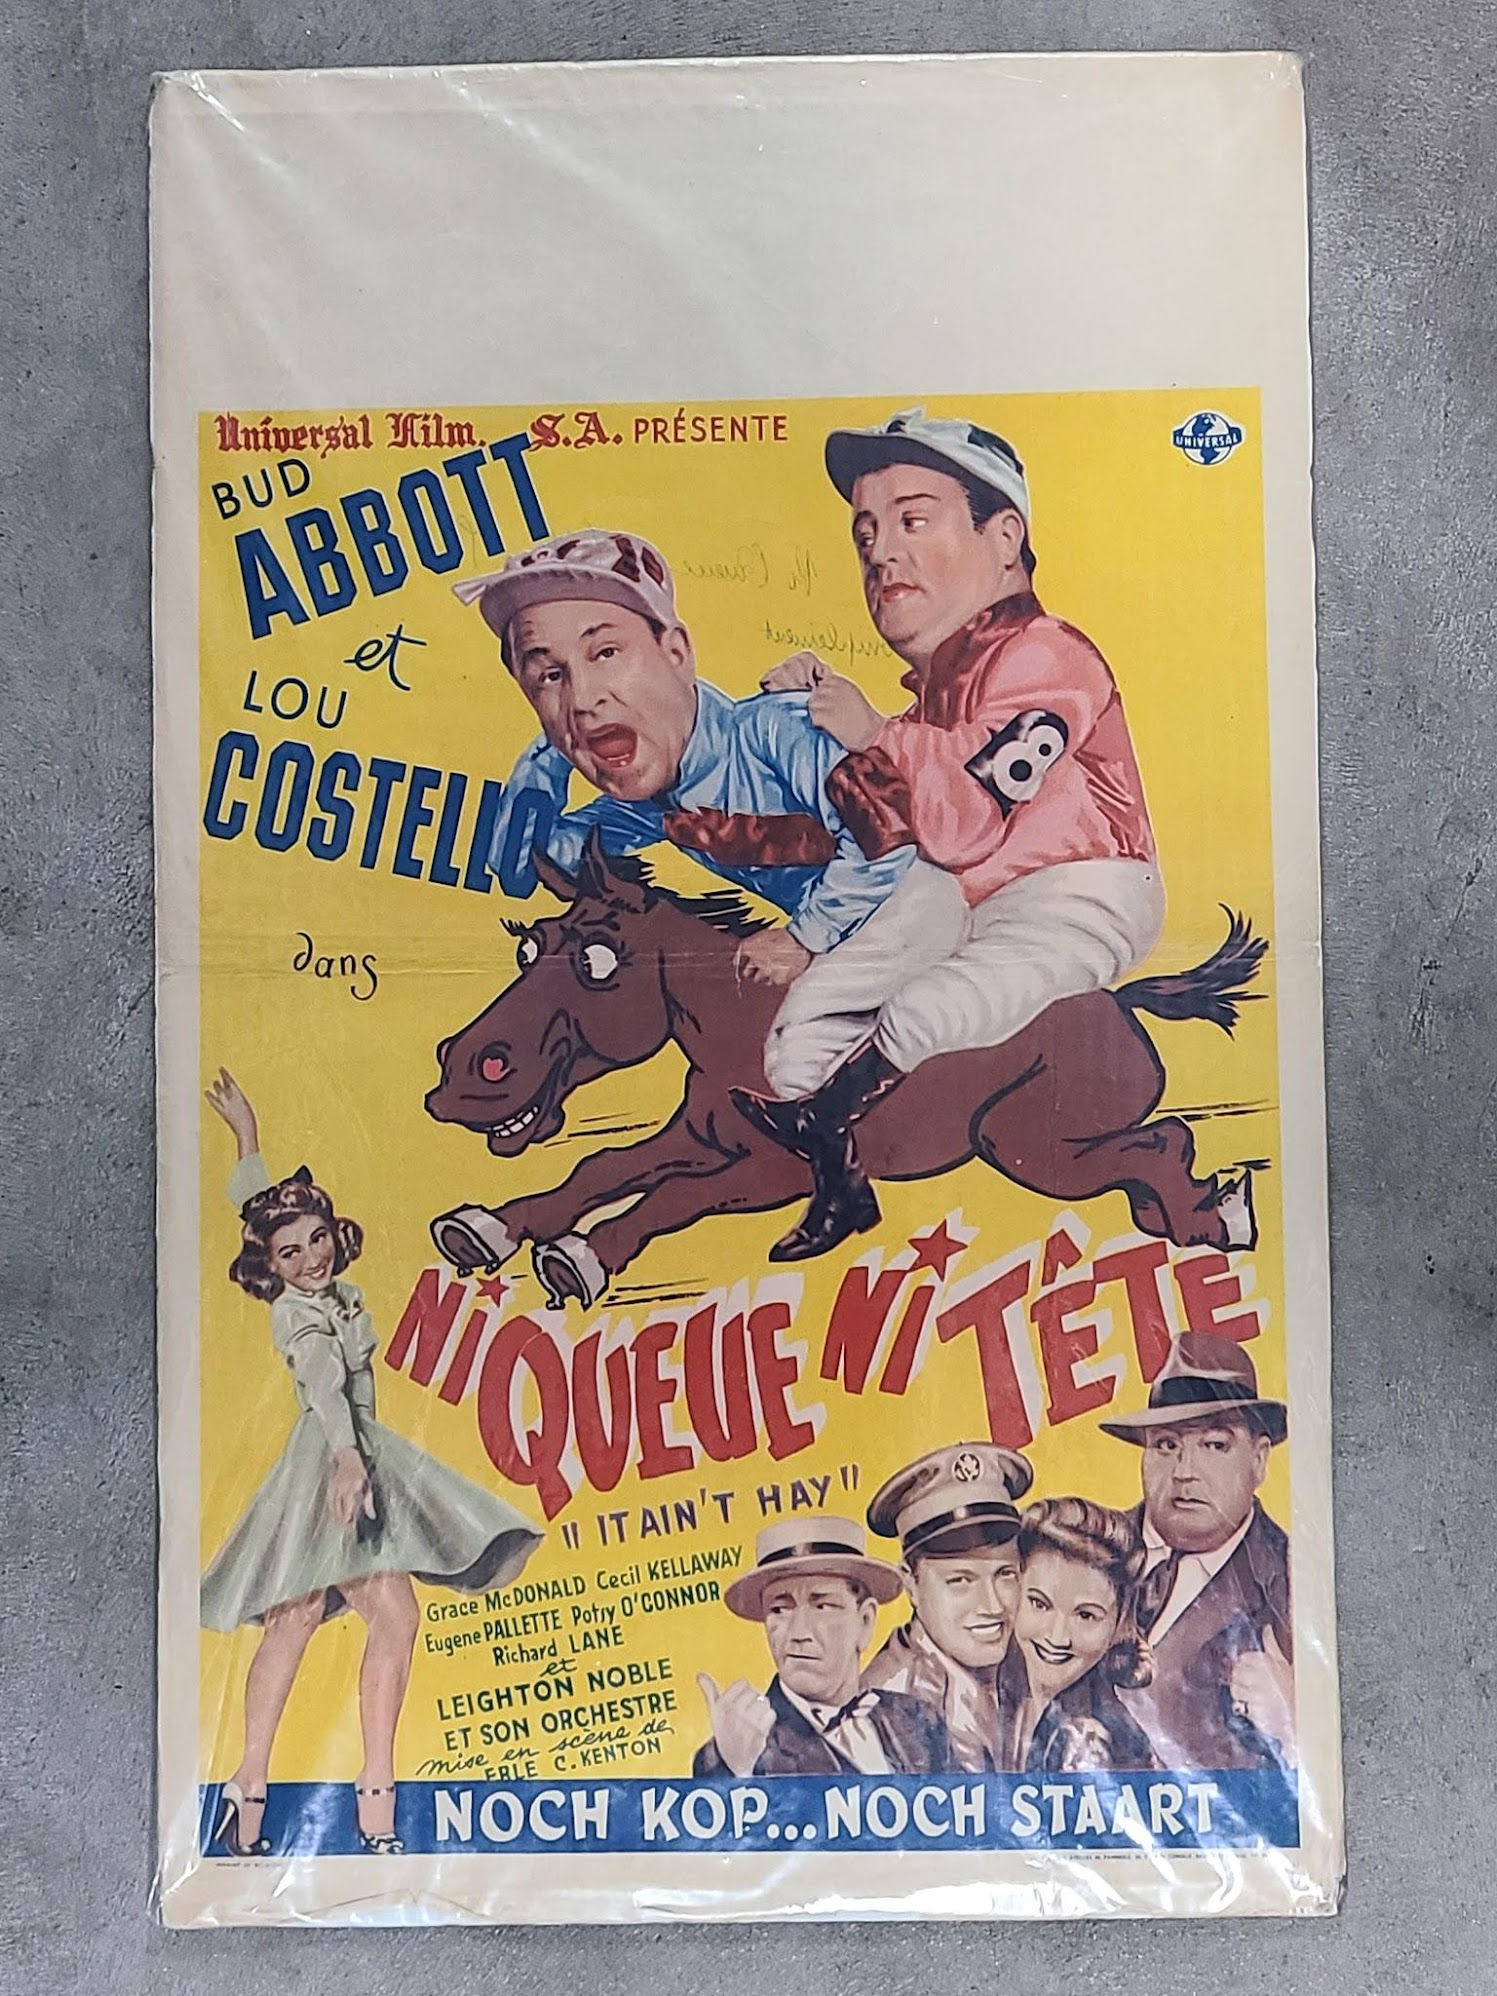 Universal Film. S.A. PRÉSENTE
UNIVERSAL
BUD
ABBOTT
et
LOU
COSTELLO
dans
8
NI QUEUE NI TÊTE
"IT AIN'T HAY"
Grace McDONALD Cecil KELLAWAY
Eugene PALLETTE Patsy O'CONNOR
Richard LANE
et
LEIGHTON NOBLE
ET SON ORCHESTRE
mise en scène de
ERLE C. KENTON
NOCH KOP...NOCH STAART